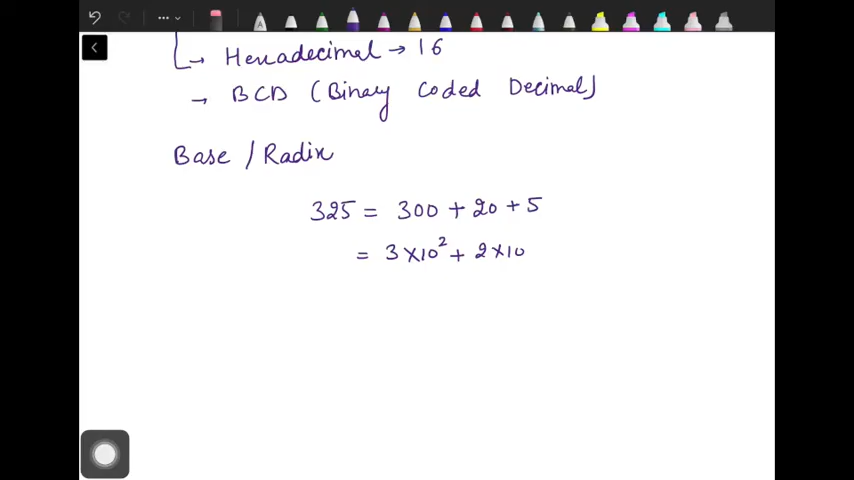 → Hexadecimal → 16
→ BCD (Binary Coded Decimal)
Base / Radix
325 = 300 + 20 + 5
= 3 × 10² + 2 × 10